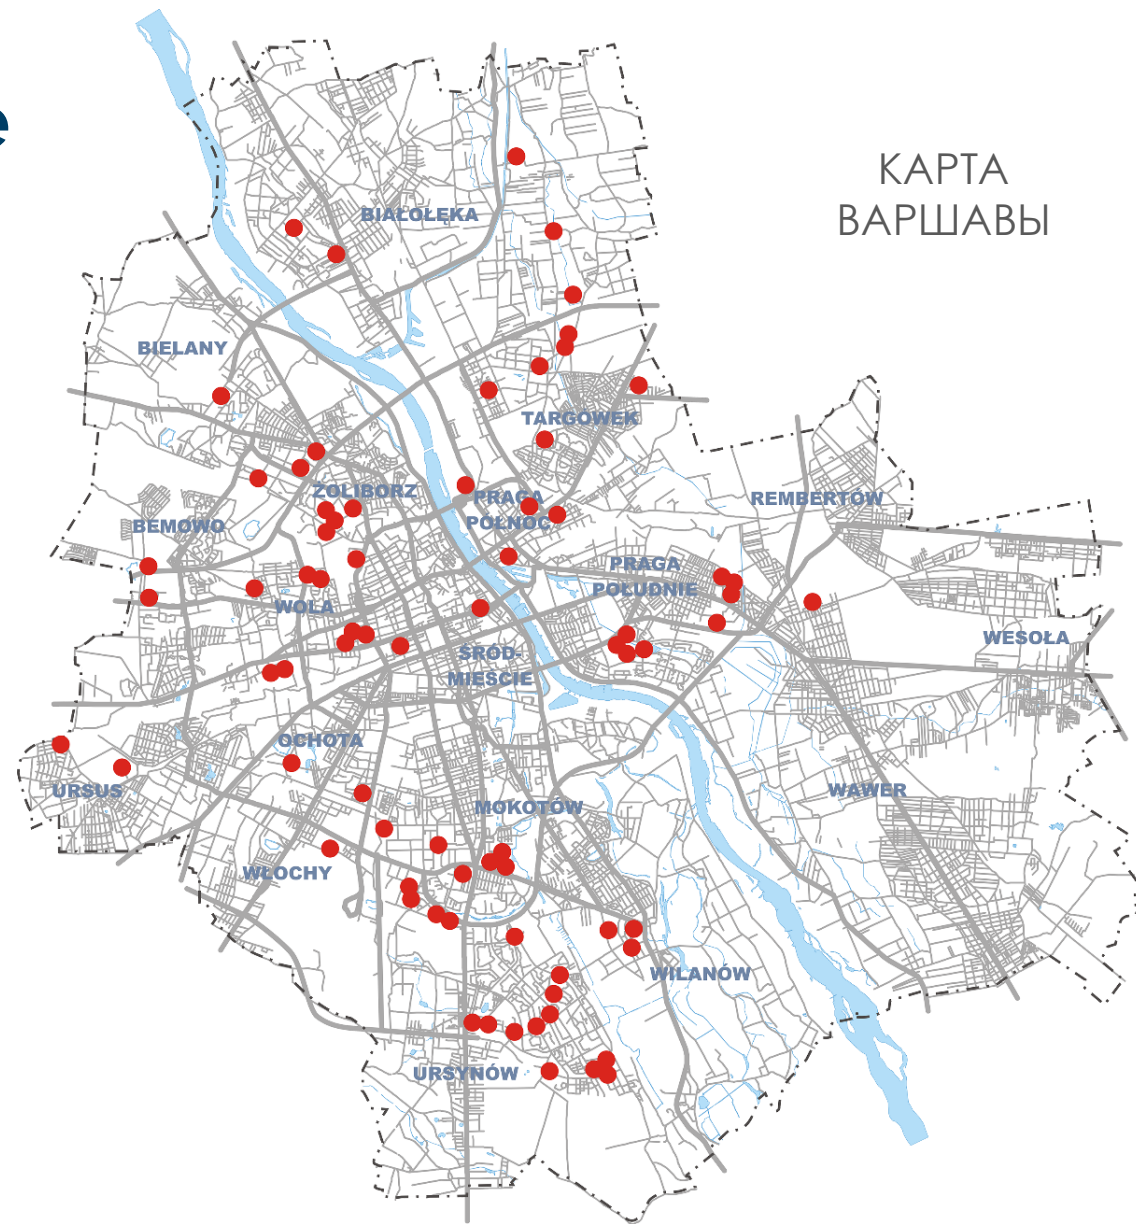 e
КАРТА
ВАРШАВЫ
BIAŁOŁĘKA
BIELANY
TARGÓWEK
ŻOLIBORZ
PRAGA
PÓŁNOC
REMBERTÓW
BEMOWO
PRAGA
POŁUDNIE
WOLA
WESOŁA
ŚRÓD-
MIEŚCIE
OCHOTA
URSUS
MOKOTÓW
WAWER
WŁOCHY
WILANÓW
URSYNÓW